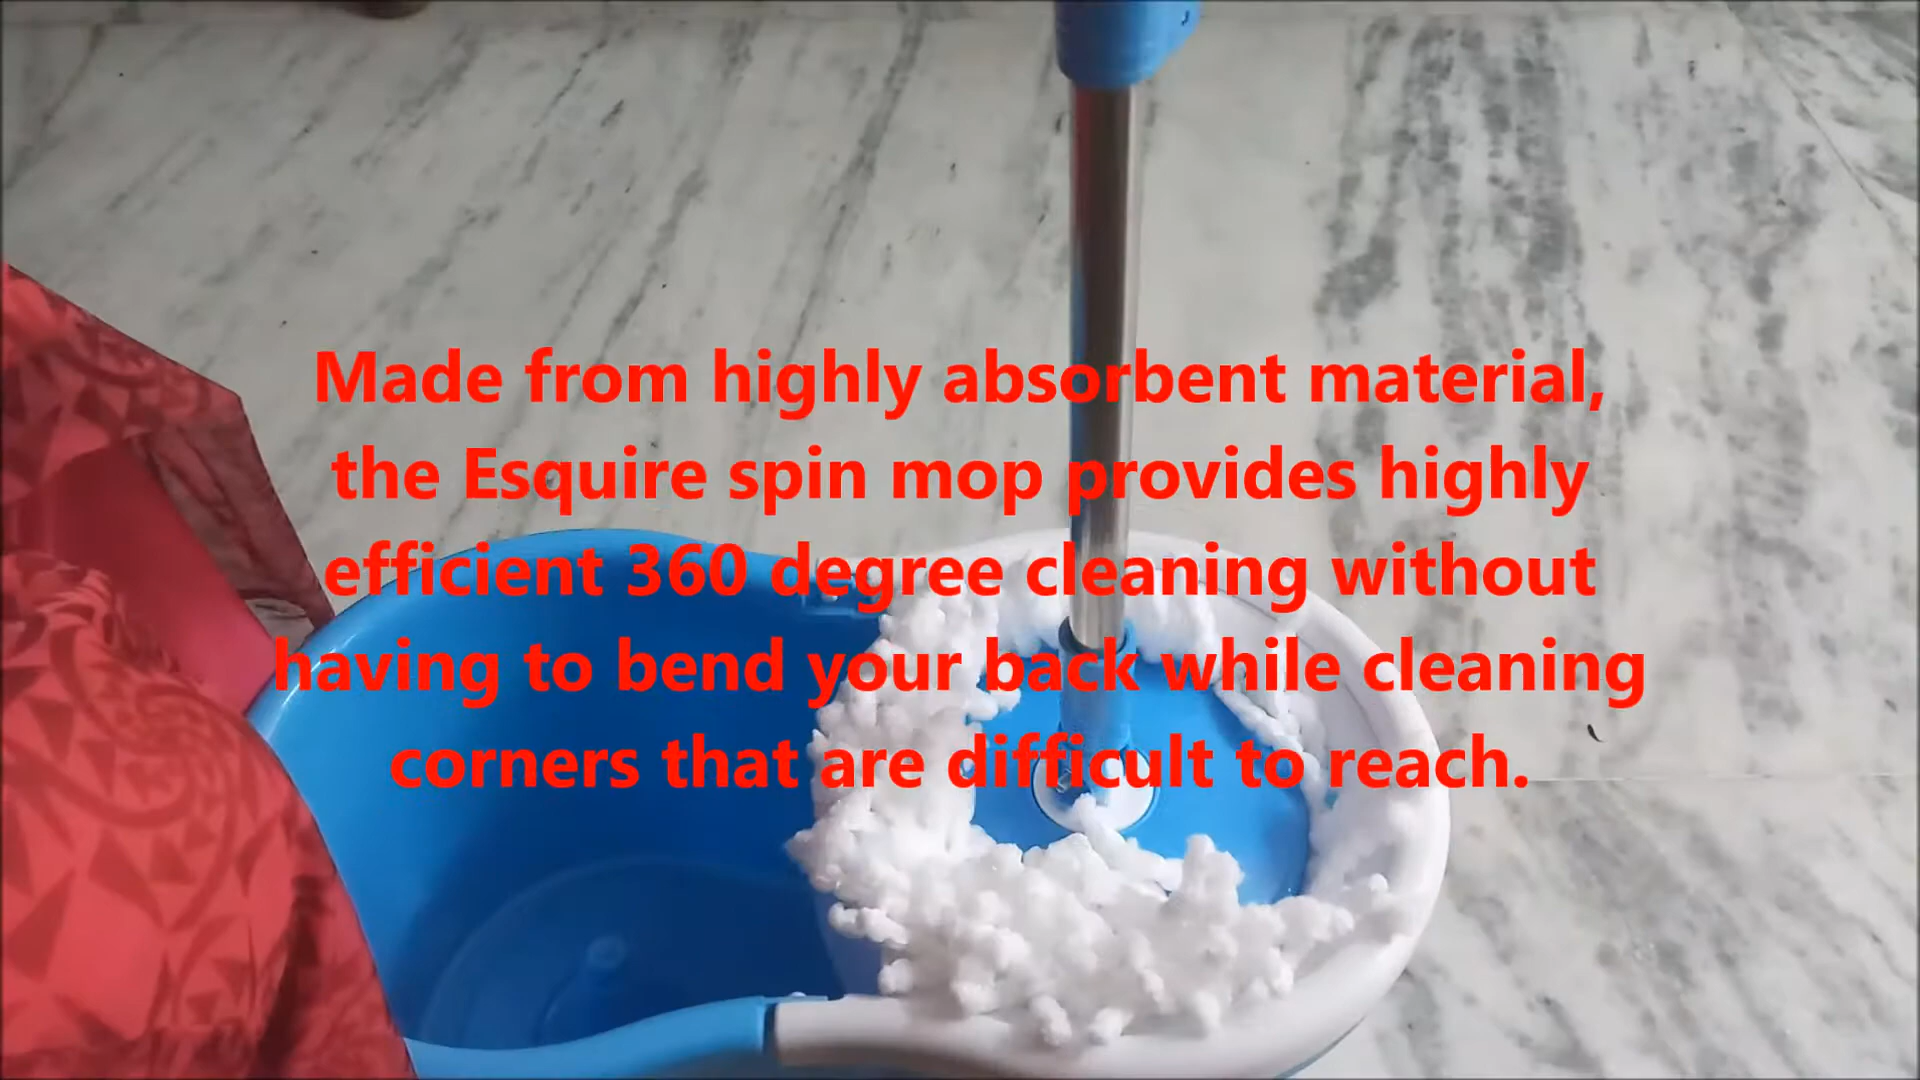 Made from highly absorbent material,
the Esquire spin mop provides highly
efficient 360 degree cleaning without
having to bend your back while cleaning
corners that are difficult to reach.